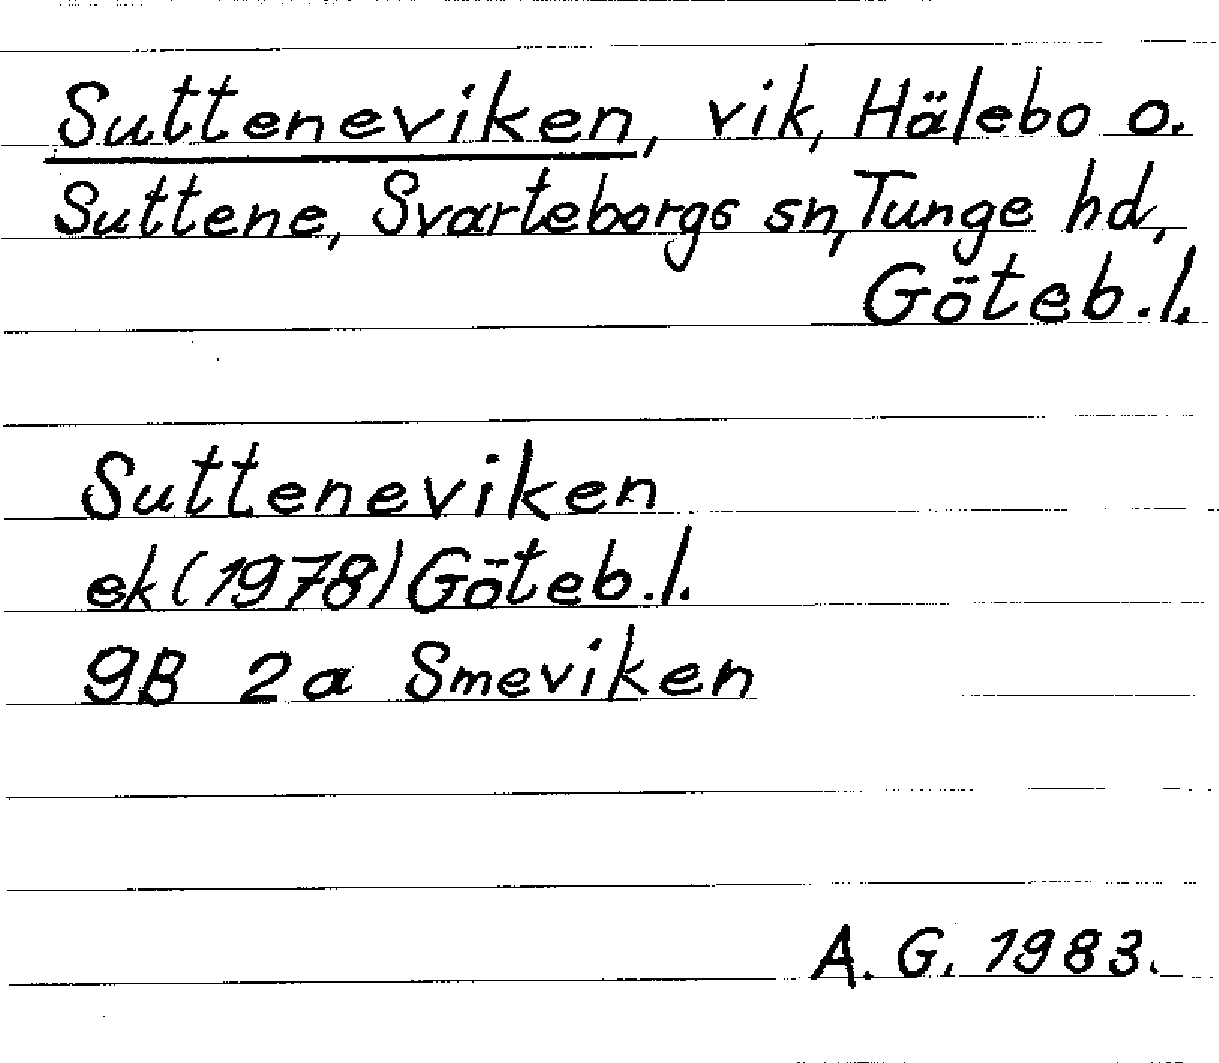 Sutteneviken, vik, Hälebo o.
Suttene, Svarteborgs sn, Tunge hd,
Göteb.l.
Sutteneviken
ek (1978) Göteb.l.
9B 2a Smeviken
A. G. 1983.